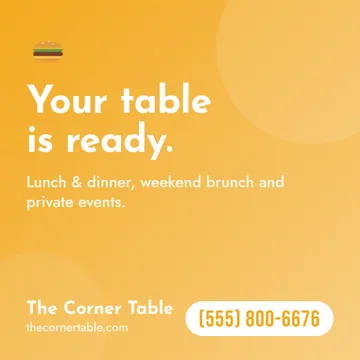 Your table
is ready.
Lunch & dinner, weekend brunch and
private events.
The Corner Table
thecornertable.com
(555) 800-6676